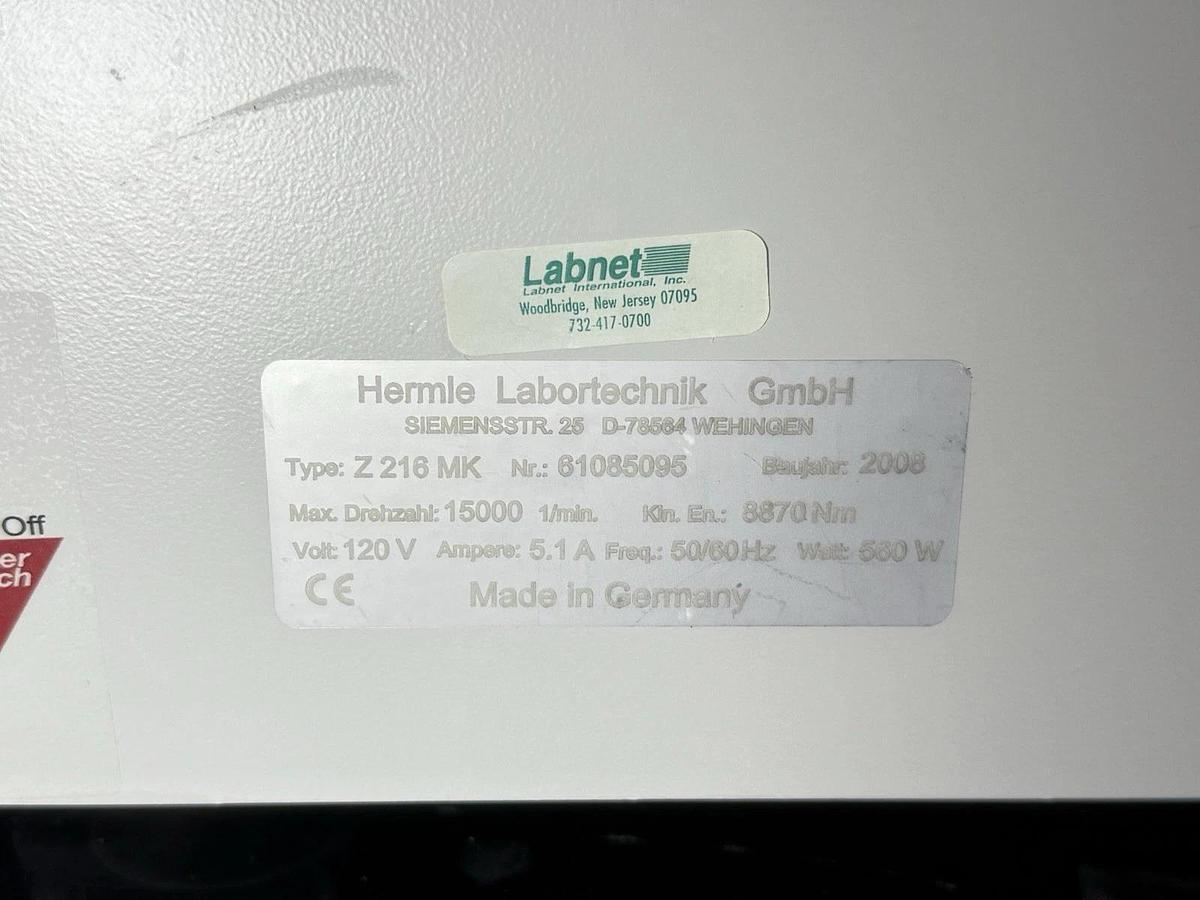 Labnet
Labnet International, Inc.
Woodbridge, New Jersey 07095
732-417-0700
Hermle Labortechnik GmbH
SIEMENSSTR. 25 D-78564 WEHINGEN
Type: Z 216 MK Nr.: 61085095 Baujahr: 2008
Max. Drehzahl: 15000 1/min. Kin. En.: 8870 Nm
Volt: 120 V Ampere: 5.1 A Freq.: 50/60 Hz Watt: 560 W
CE Made in Germany
Off
er
ch